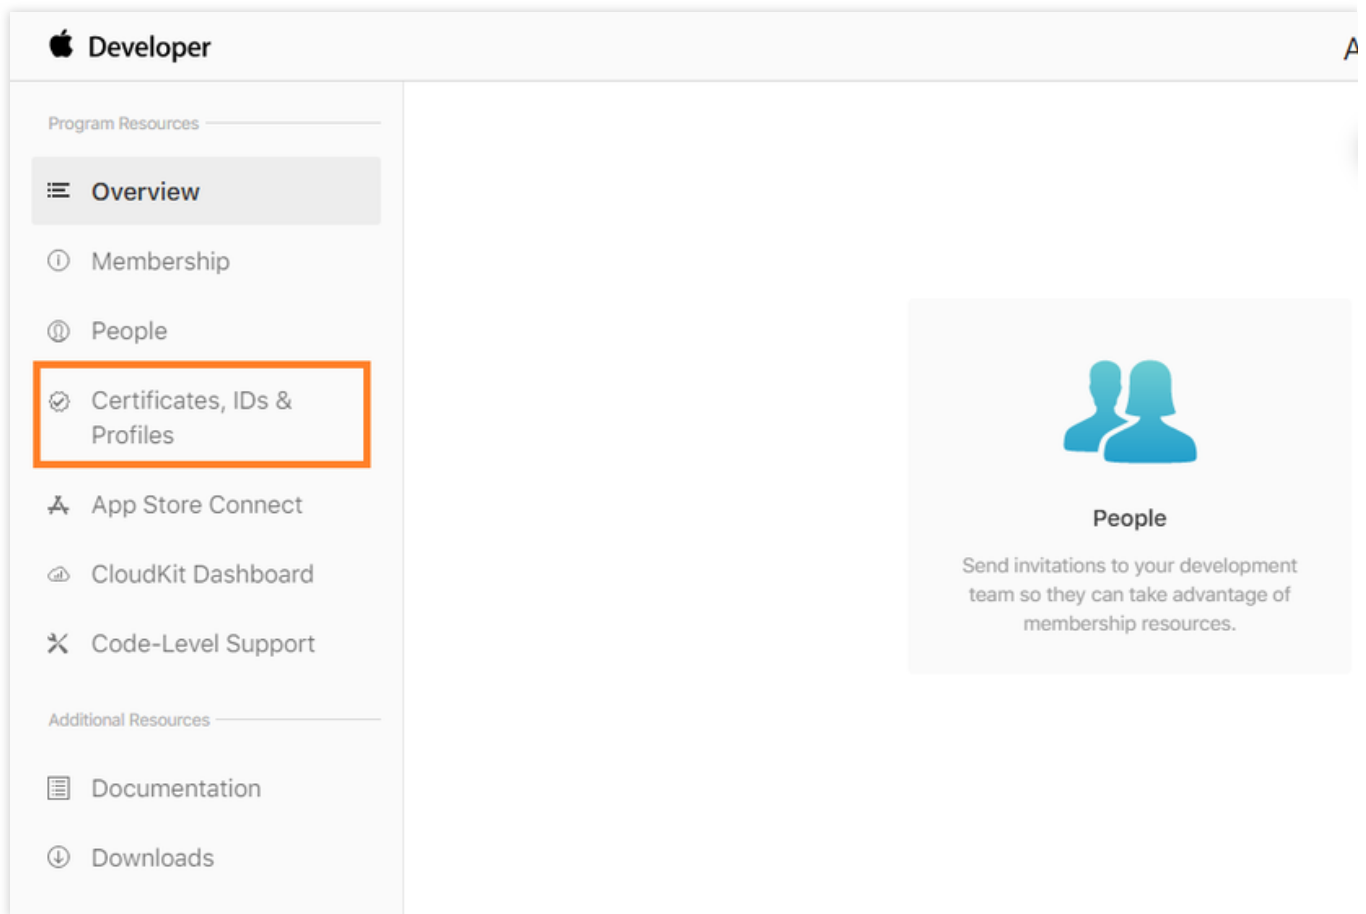 Developer
A
Program Resources
Overview
Membership
People
Certificates, IDs &
Profiles
App Store Connect
CloudKit Dashboard
Code-Level Support
Additional Resources
Documentation
Downloads
People
Send invitations to your development
team so they can take advantage of
membership resources.